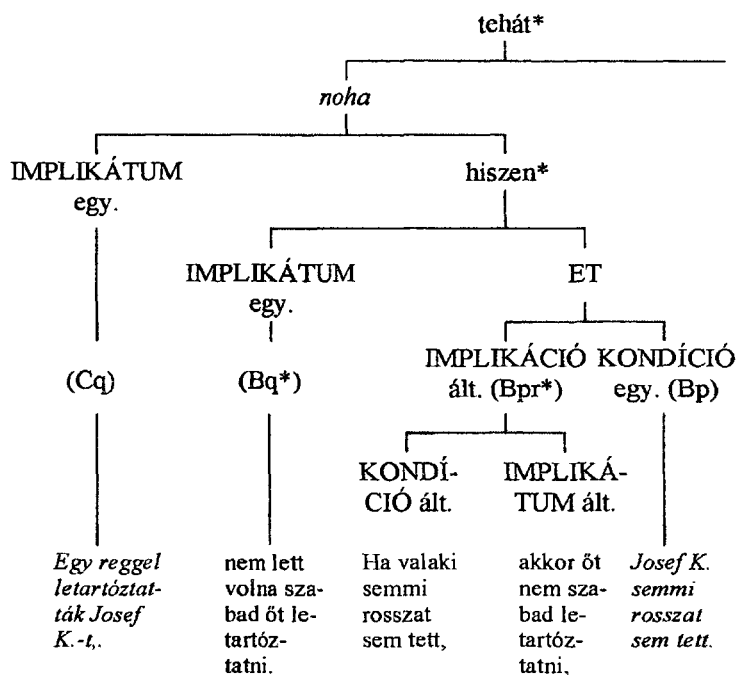 tehát*
noha
IMPLIKÁTUM
egy.
hiszen*
IMPLIKÁTUM
egy.
ET
(Cq)
(Bq*)
IMPLIKÁCIÓ
ált. (Bpr*)
KONDÍCIÓ
egy. (Bp)
KONDÍ-
CIÓ ált.
IMPLIKÁ-
TUM ált.
Egy reggel
letartóztat-
ták Josef
K.-t,.
nem lett
volna sza-
bad őt le-
tartóz-
tatni.
Ha valaki
semmi
rosszat
sem tett,
akkor őt
nem sza-
bad le-
tartóz-
tatni,
Josef K.
semmi
rosszat
sem tett.